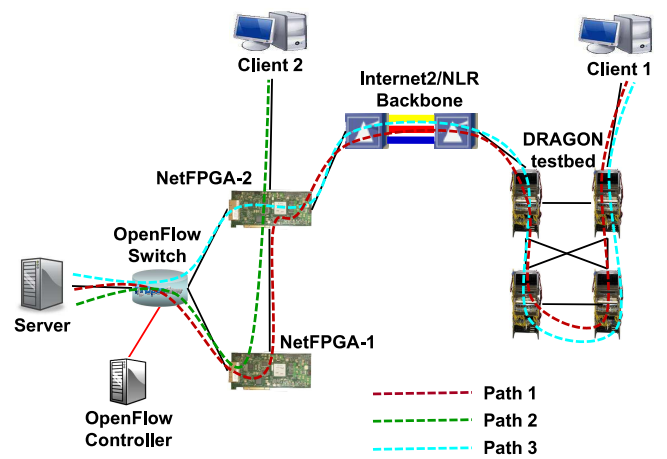 Client 2
Client 1
Internet2/NLR
Backbone
DRAGON
testbed
NetFPGA-2
OpenFlow
Switch
Server
NetFPGA-1
OpenFlow
Controller
Path 1
Path 2
Path 3